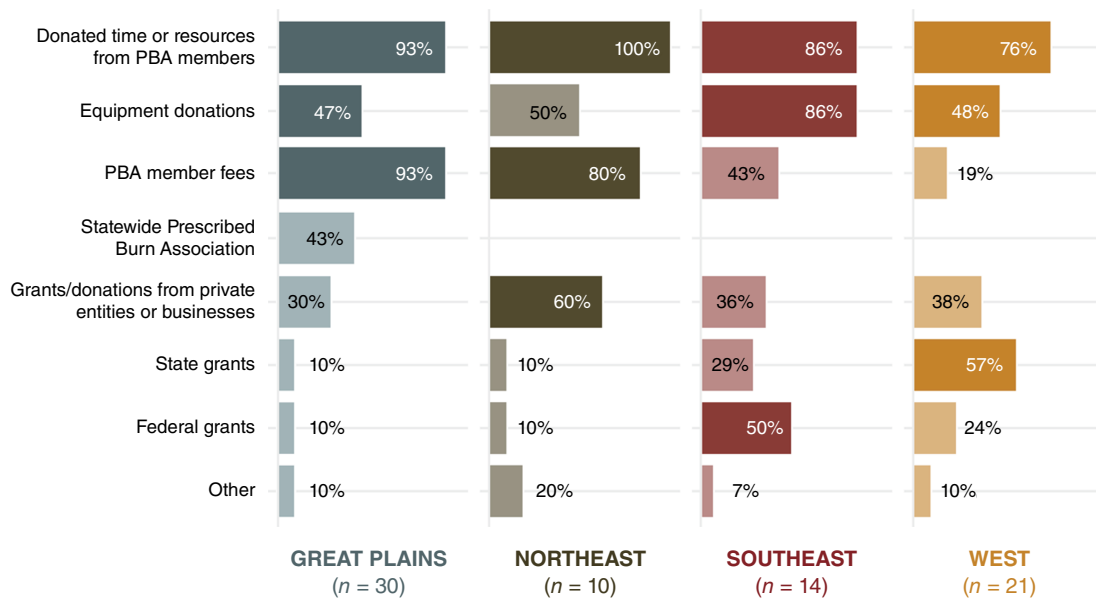 Donated time or resources
from PBA members
93%
100%
86%
76%
Equipment donations
47%
50%
86%
48%
PBA member fees
93%
80%
43%
19%
Statewide Prescribed
Burn Association
43%
Grants/donations from private
entities or businesses
30%
60%
36%
38%
State grants
10%
10%
29%
57%
Federal grants
10%
10%
50%
24%
Other
10%
20%
7%
10%
GREAT PLAINS
(n = 30)
NORTHEAST
(n = 10)
SOUTHEAST
(n = 14)
WEST
(n = 21)